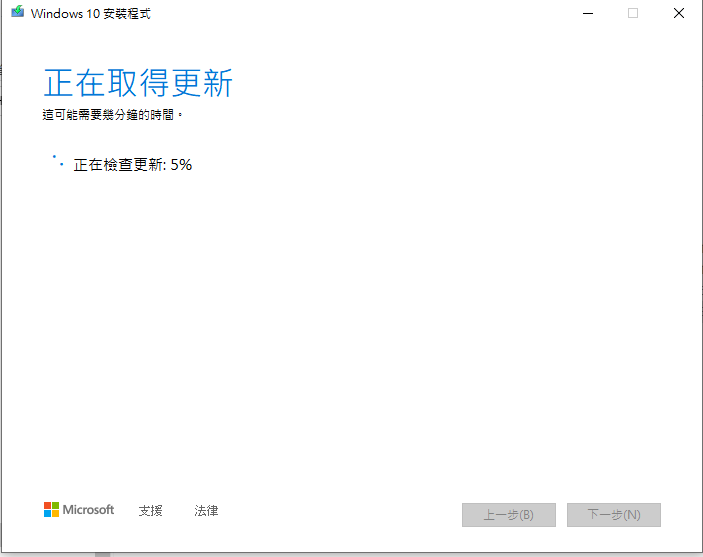 Windows 10 安裝程式
正在取得更新
這可能需要幾分鐘的時間。
正在檢查更新: 5%
Microsoft 支援 法律 上一步(B) 下一步(N)